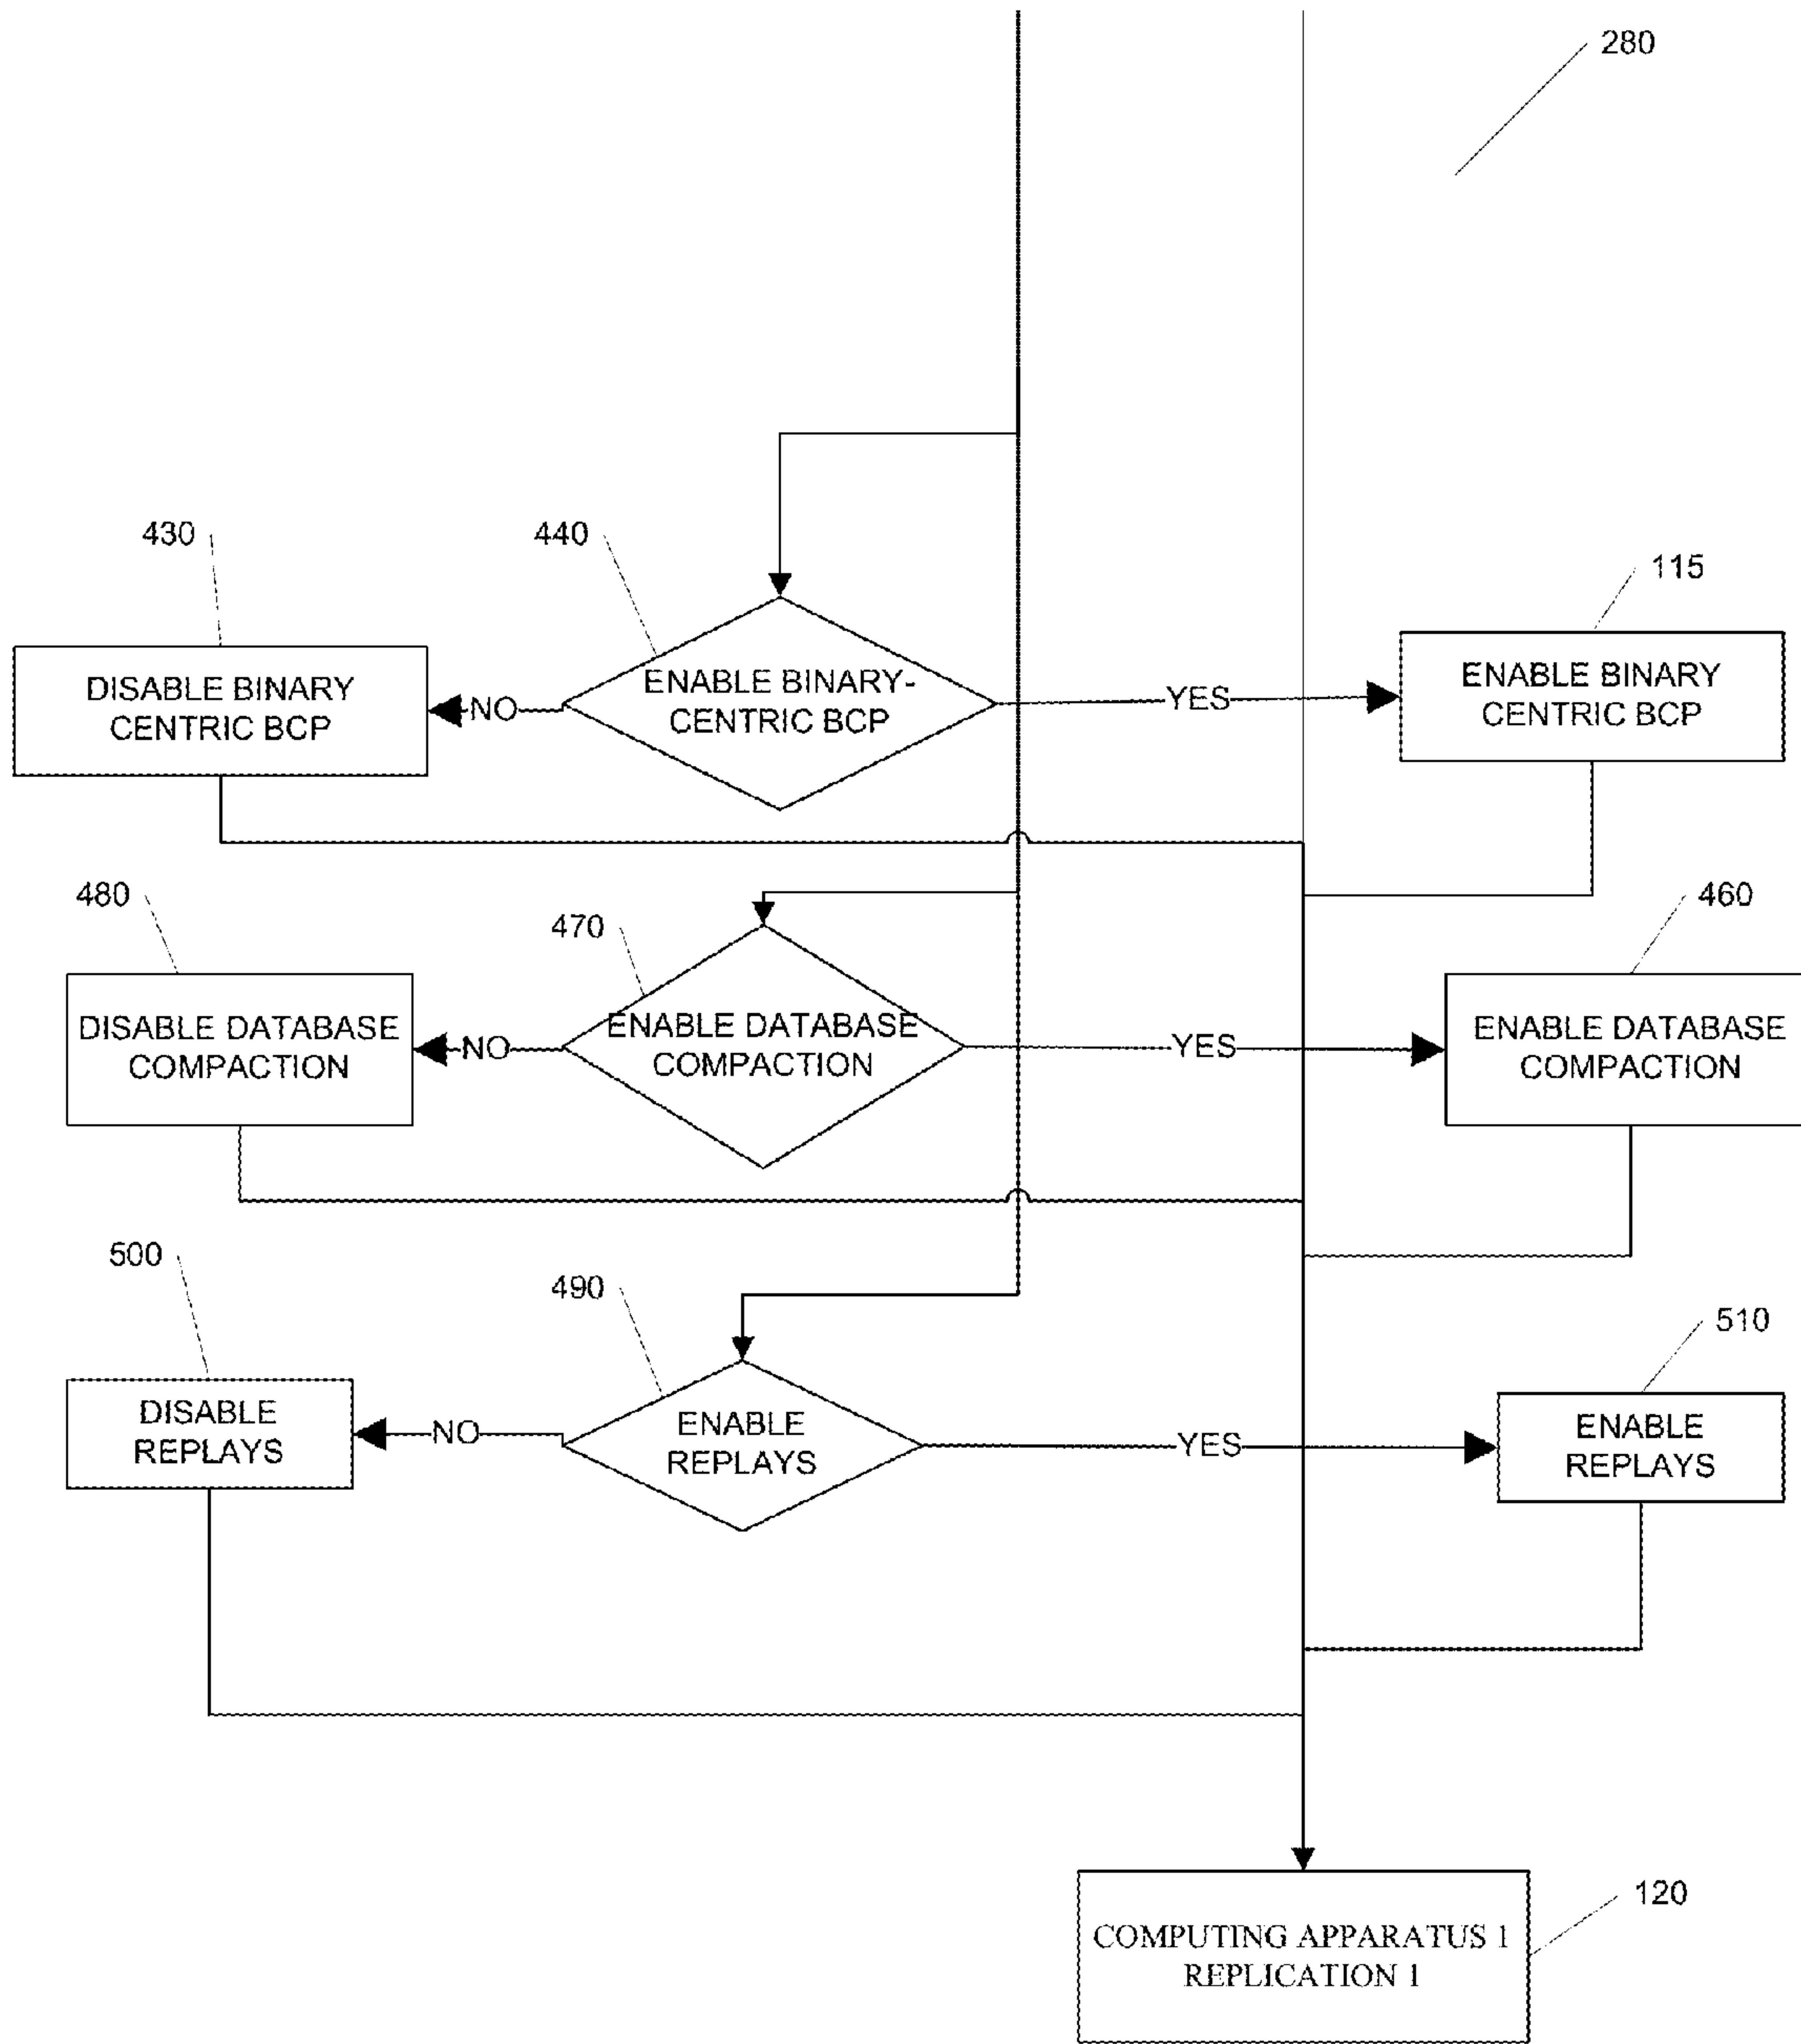 280
430
440
115
DISABLE BINARY
CENTRIC BCP
NO
ENABLE BINARY-
CENTRIC BCP
YES
ENABLE BINARY
CENTRIC BCP
480
470
460
DISABLE DATABASE
COMPACTION
NO
ENABLE DATABASE
COMPACTION
YES
ENABLE DATABASE
COMPACTION
500
490
510
DISABLE
REPLAYS
NO
ENABLE
REPLAYS
YES
ENABLE
REPLAYS
120
COMPUTING APPARATUS 1
REPLICATION 1